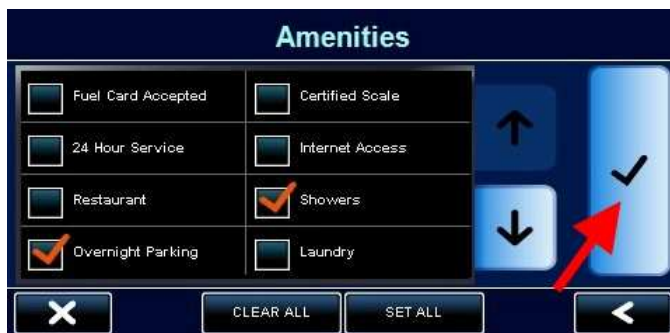 Amenities
Fuel Card Accepted
Certified Scale
24 Hour Service
Internet Access
Restaurant
Showers
Overnight Parking
Laundry
CLEAR ALL
SET ALL